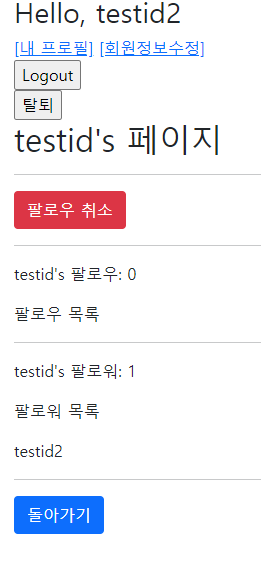 Hello, testid2
[내 프로필] [회원정보수정]
Logout
탈퇴
testid's 페이지
팔로우 취소
testid's 팔로우: 0
팔로우 목록
testid's 팔로워: 1
팔로워 목록
testid2
돌아가기